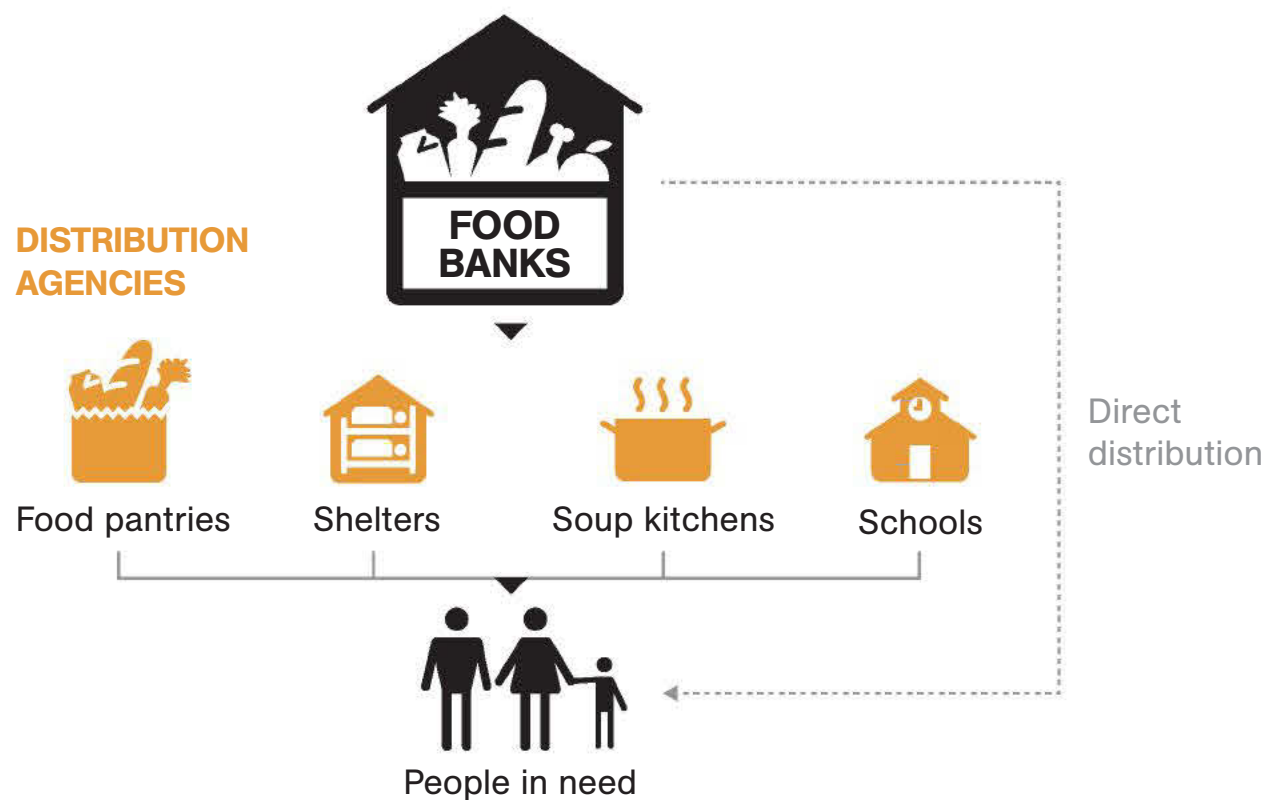 FOOD
BANKS
DISTRIBUTION
AGENCIES
Food pantries
Shelters
Soup kitchens
Schools
Direct
distribution
People in need